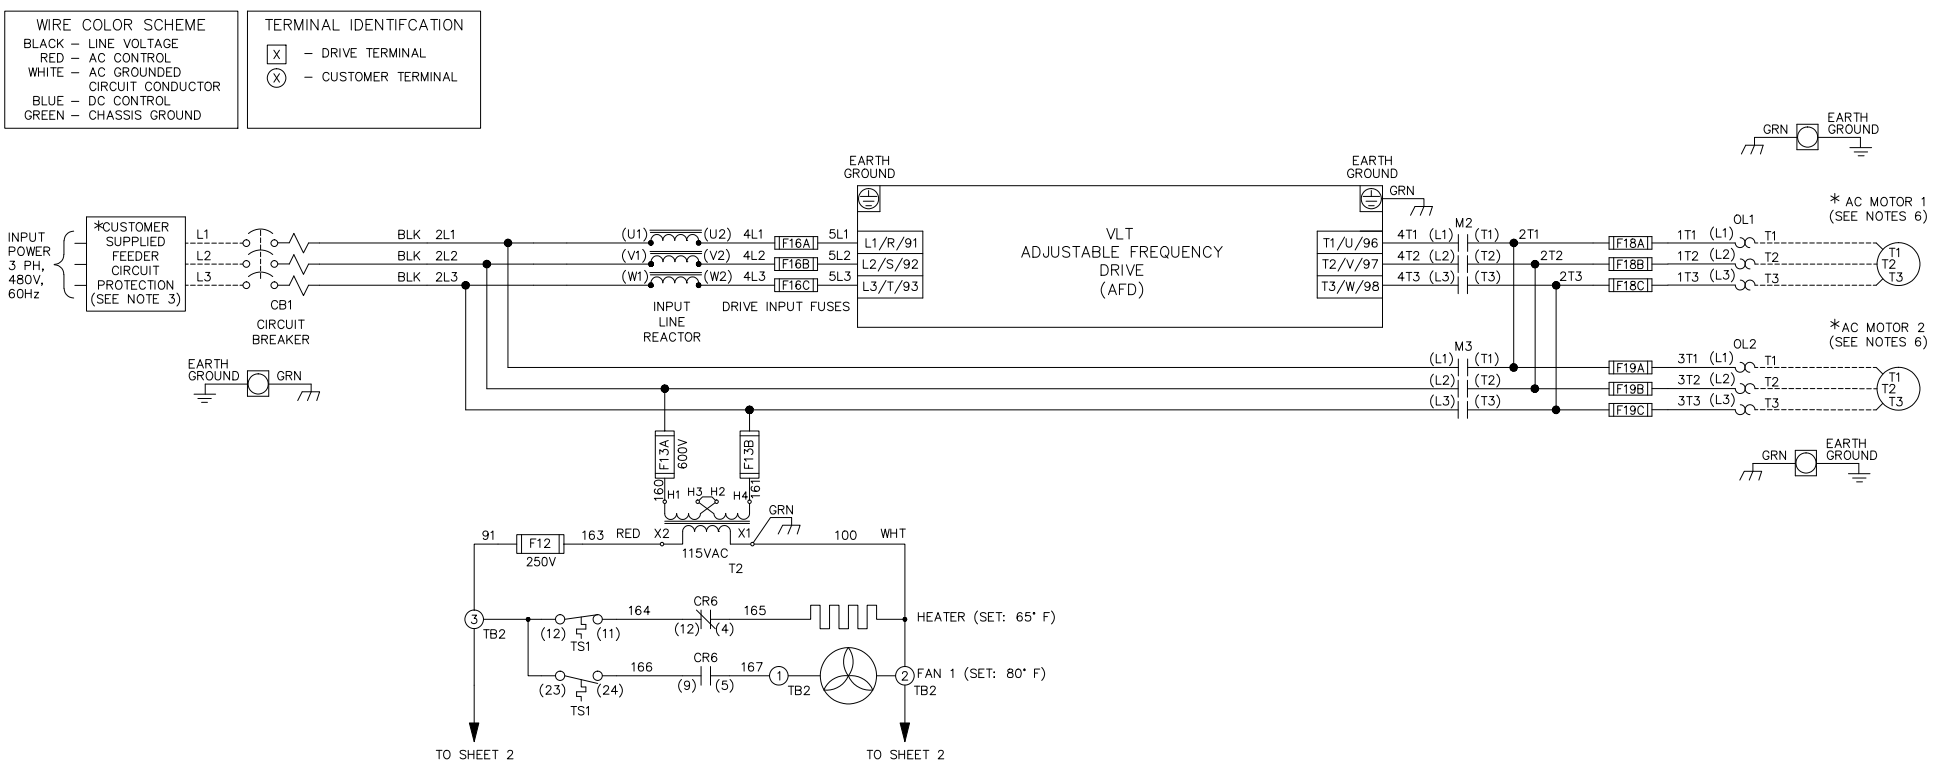 WIRE COLOR SCHEME
BLACK – LINE VOLTAGE
RED – AC CONTROL
WHITE – AC GROUNDED
CIRCUIT CONDUCTOR
BLUE – DC CONTROL
GREEN – CHASSIS GROUND
TERMINAL IDENTIFCATION
X – DRIVE TERMINAL
X – CUSTOMER TERMINAL
INPUT
POWER
3 PH,
480V,
60Hz
*CUSTOMER
SUPPLIED
FEEDER
CIRCUIT
PROTECTION
(SEE NOTE 3)
L1
L2
L3
CB1
CIRCUIT
BREAKER
EARTH
GROUND
GRN
BLK 2L1
BLK 2L2
BLK 2L3
(U1) (U2) 4L1 F16A 5L1
(V1) (V2) 4L2 F16B 5L2
(W1) (W2) 4L3 F16C 5L3
INPUT
LINE
REACTOR
DRIVE INPUT FUSES
EARTH
GROUND
L1/R/91
L2/S/92
L3/T/93
VLT
ADJUSTABLE FREQUENCY
DRIVE
(AFD)
EARTH
GROUND
GRN
T1/U/96
T2/V/97
T3/W/98
M2
4T1 (L1) (T1) 2T1 F18A 1T1 (L1) T1
4T2 (L2) (T2) 2T2 F18B 1T2 (L2) T2
4T3 (L3) (T3) 2T3 F18C 1T3 (L3) T3
OL1
GRN
EARTH
GROUND
* AC MOTOR 1
(SEE NOTES 6)
T1
T2
T3
M3
(L1) (T1) F19A 3T1 (L1) T1
(L2) (T2) F19B 3T2 (L2) T2
(L3) (T3) F19C 3T3 (L3) T3
OL2
*AC MOTOR 2
(SEE NOTES 6)
T1
T2
T3
GRN
EARTH
GROUND
F13A
600V
F13B
160
161
H1 H3 H2 H4
GRN
91 F12 163 RED X2 X1 100 WHT
250V
115VAC
T2
3
TB2
164 CR6 165
(12) (11) (12) (4)
TS1
HEATER (SET: 65° F)
166 CR6 167 1
TB2
(23) (24) (9) (5)
TS1
2
TB2
FAN 1 (SET: 80° F)
TO SHEET 2
TO SHEET 2